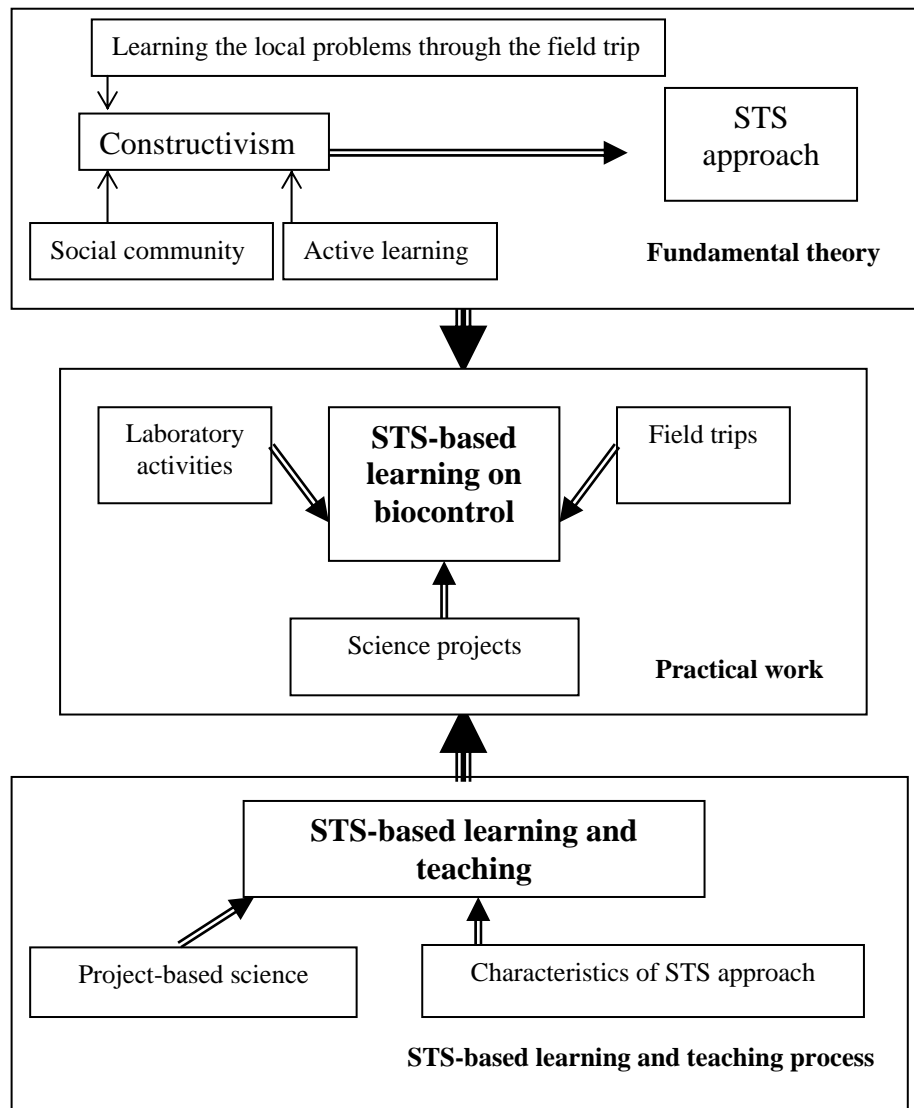 Learning the local problems through the field trip
Constructivism
STS
approach
Social community
Active learning
Fundamental theory
Laboratory
activities
STS-based
learning on
biocontrol
Field trips
Science projects
Practical work
STS-based learning and
teaching
Project-based science
Characteristics of STS approach
STS-based learning and teaching process